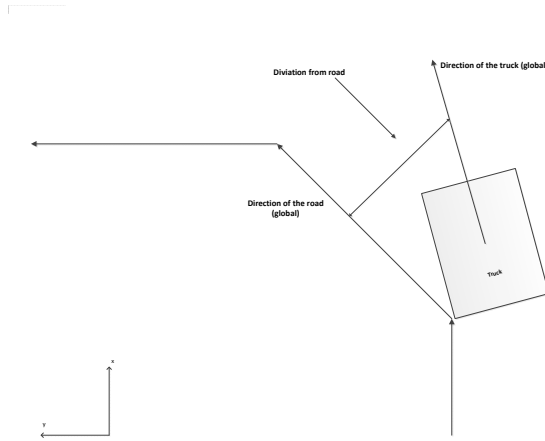 Diviation from road
Direction of the truck (global
Direction of the road
(global)
Truck
x
Y